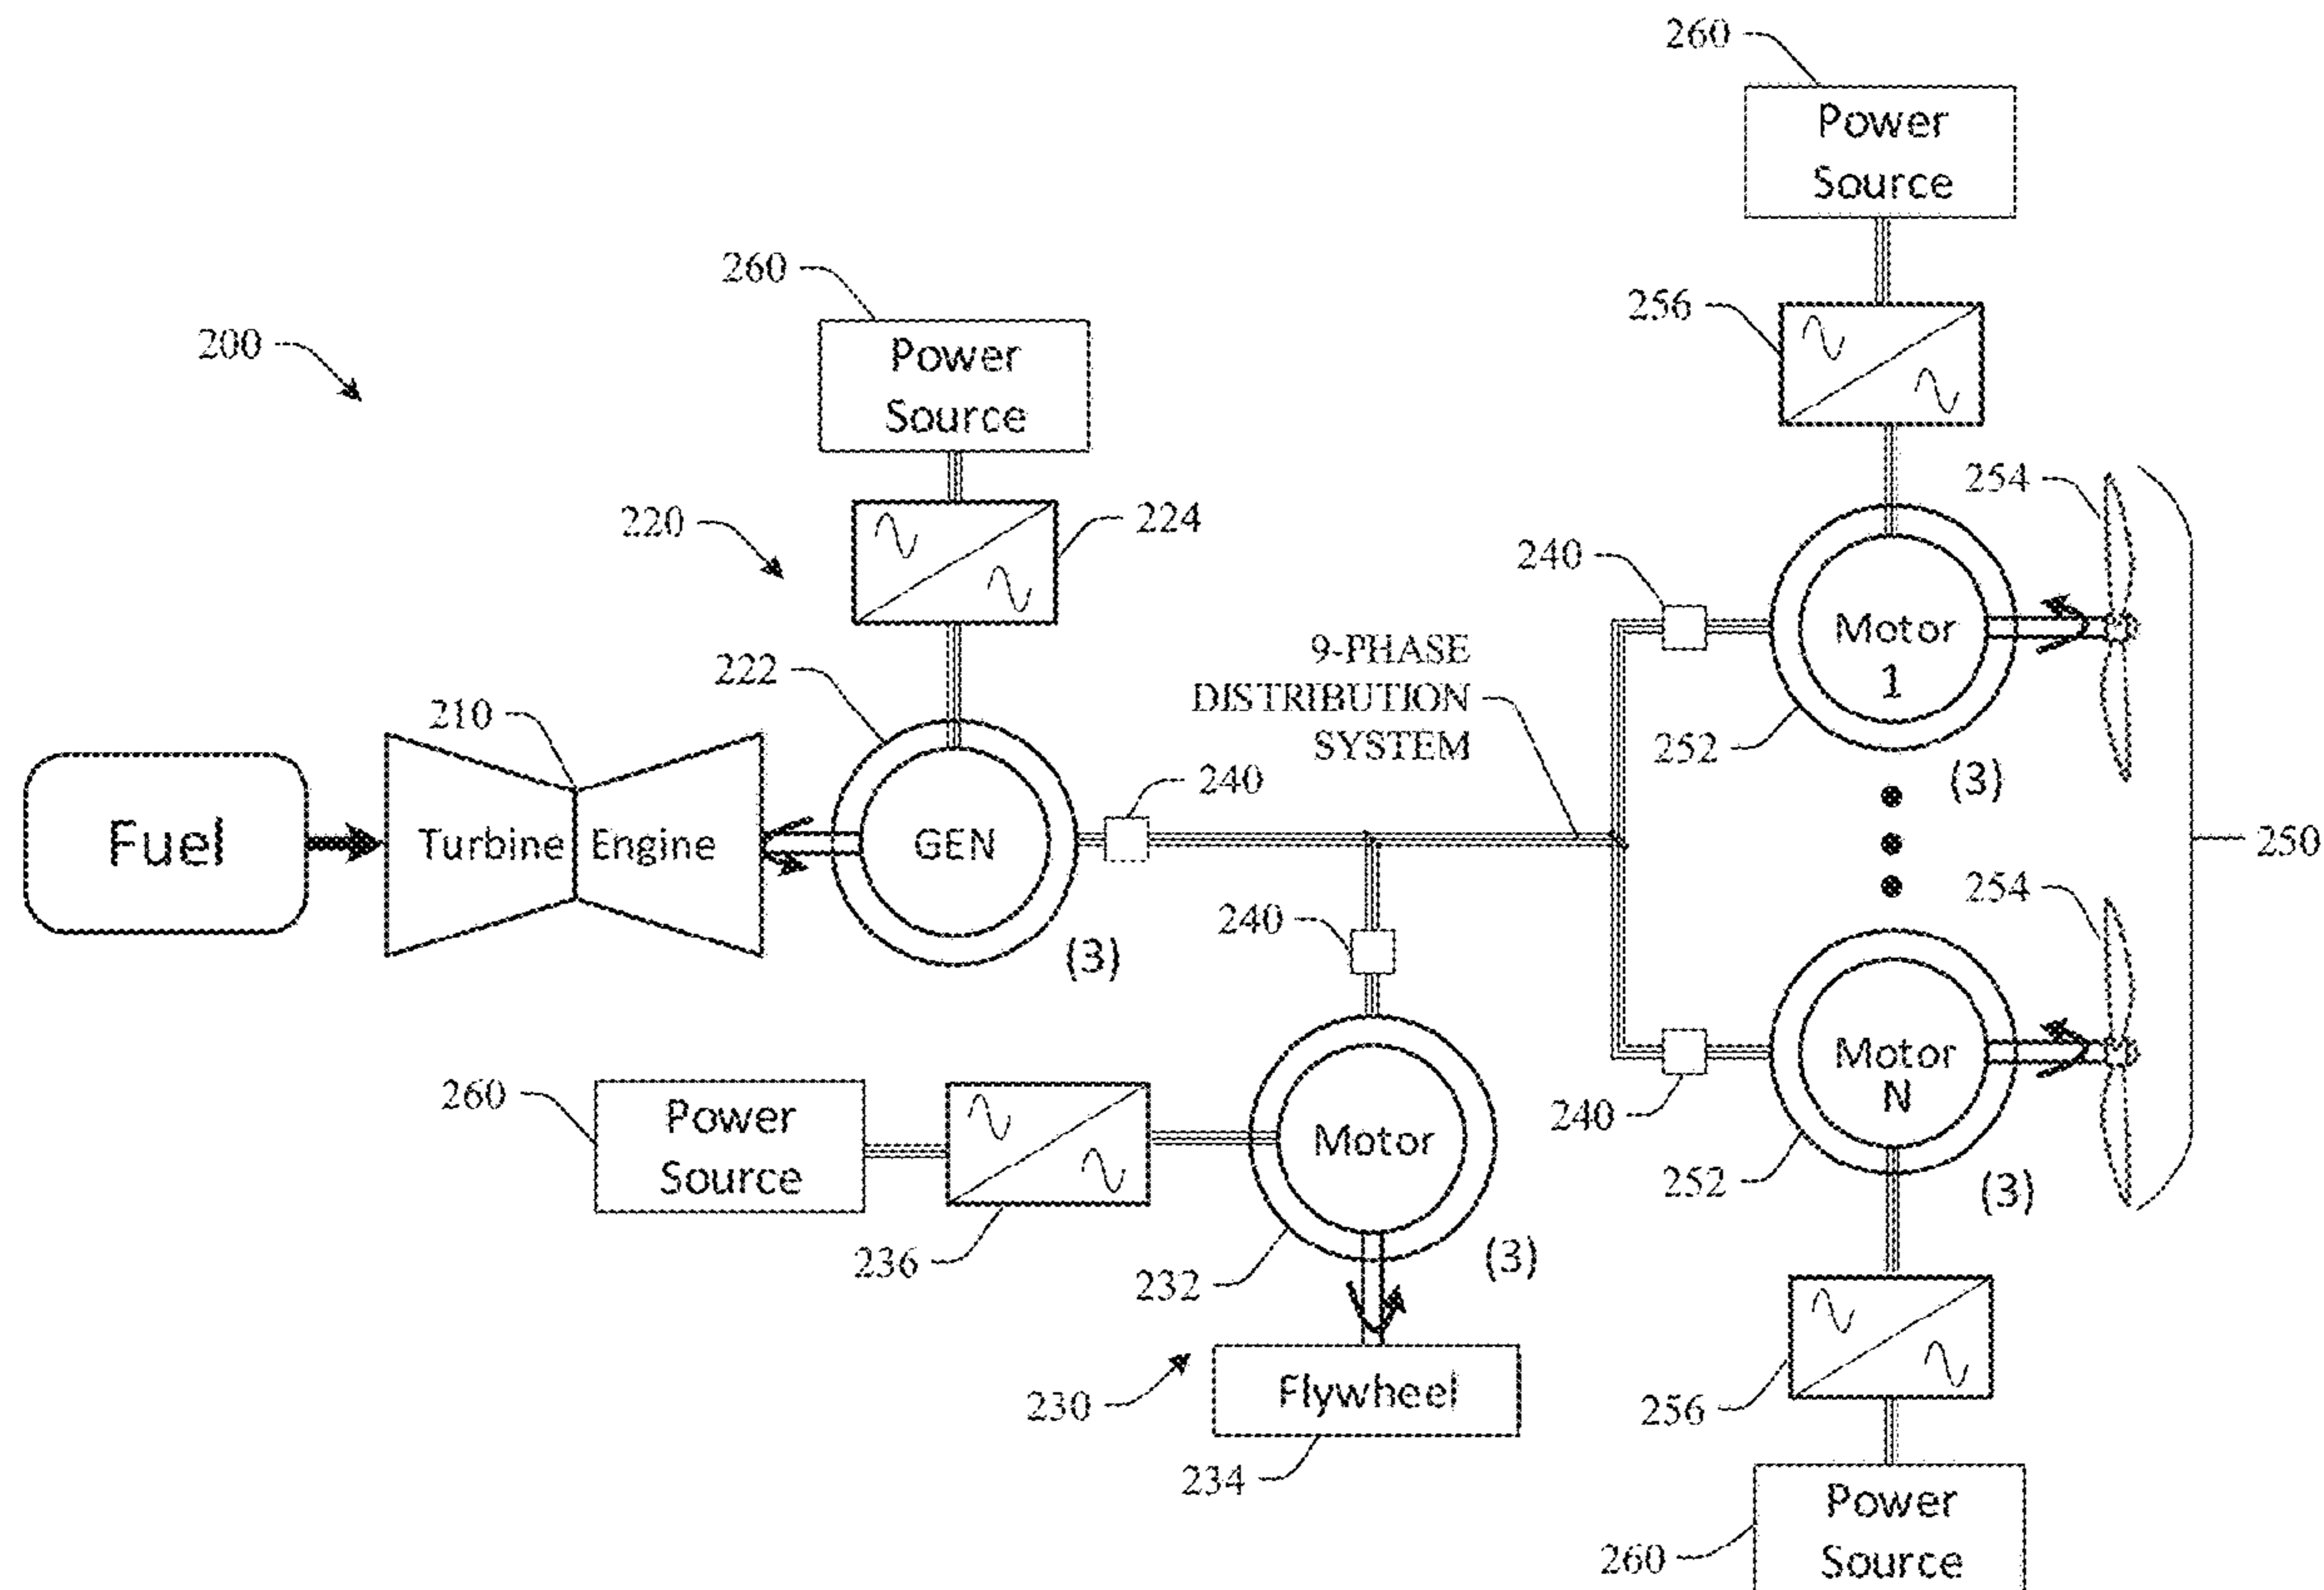 260
Power
Source
260
256
200
Power
Source
254
220
224
240
9-PHASE
DISTRIBUTION
SYSTEM
Motor
1
222
210
252
(3)
240
Fuel
Turbine Engine
GEN
250
254
240
(3)
Motor
N
260
Power
Source
Motor
240
252
(3)
236
232
(3)
230
Flywheel
256
234
Power
Source
260